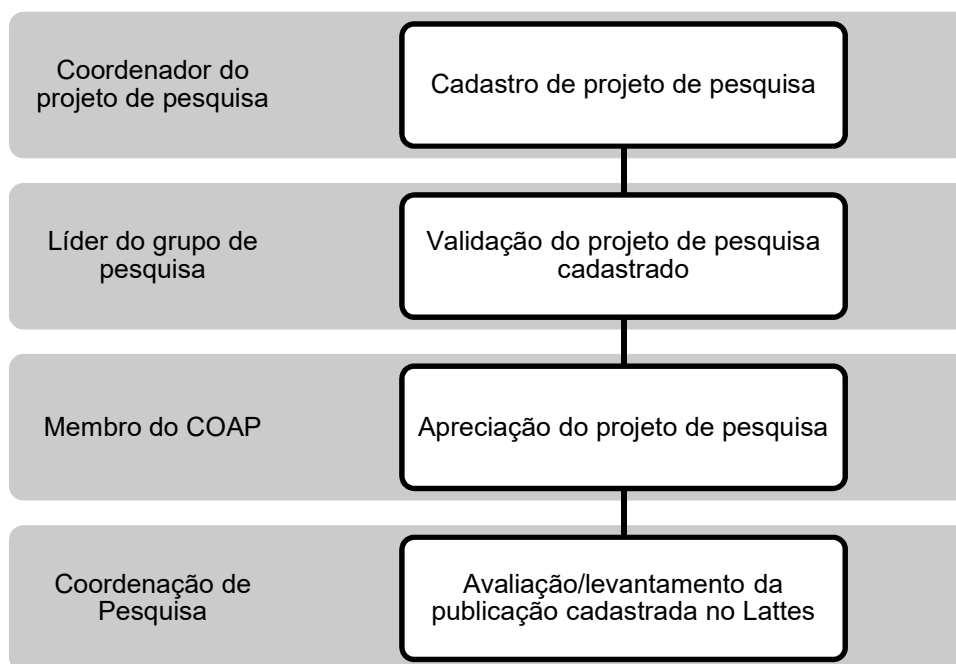 Coordenador do
projeto de pesquisa
Cadastro de projeto de pesquisa
Líder do grupo de
pesquisa
Validação do projeto de pesquisa
cadastrado
Membro do COAP
Apreciação do projeto de pesquisa
Coordenação de
Pesquisa
Avaliação/levantamento da
publicação cadastrada no Lattes